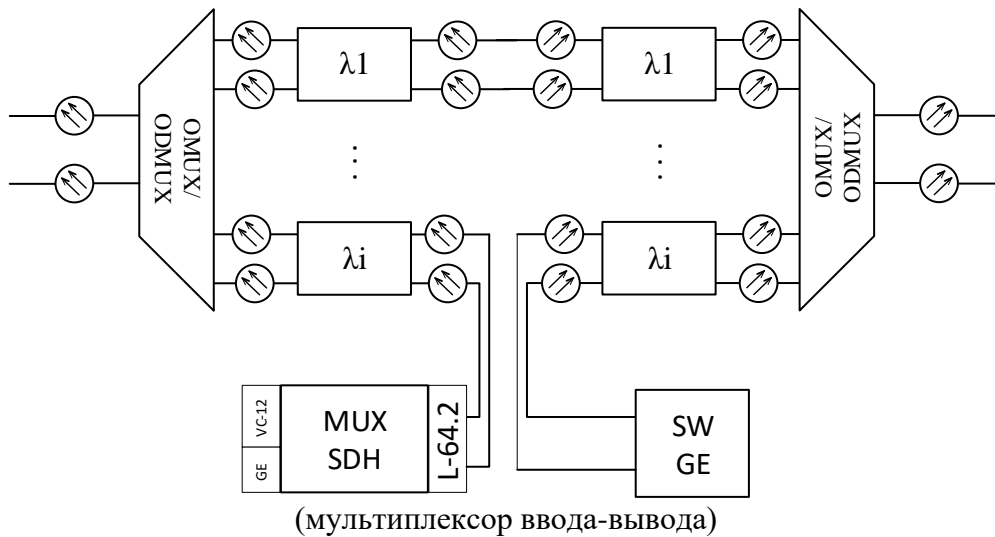 λ1
λ1
OMUX/
ODMUX
OMUX/
ODMUX
⋮
⋮
λi
λi
VC-12
GE
MUX
SDH
L-64.2
SW
GE
(мультиплексор ввода-вывода)